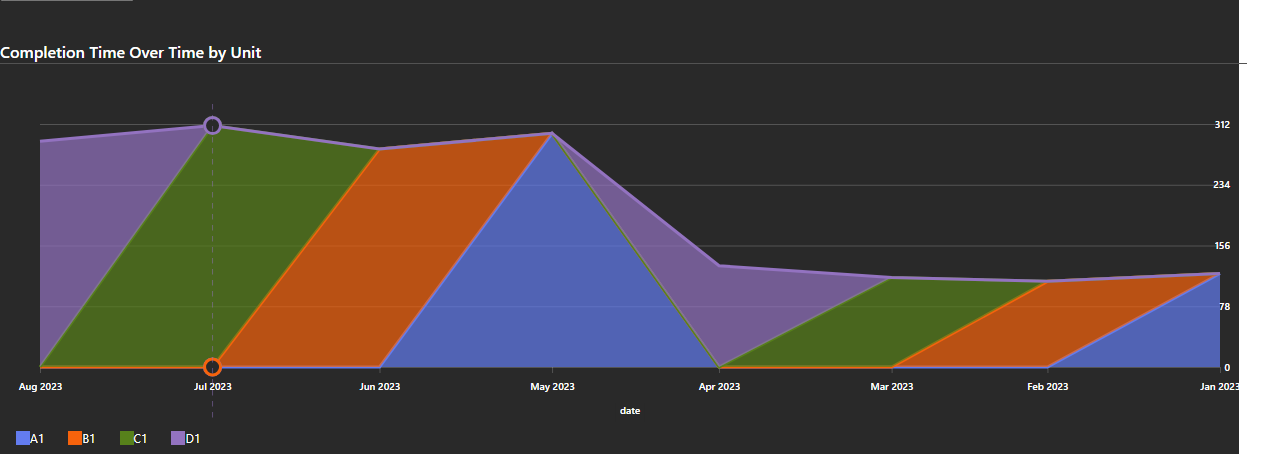 Completion Time Over Time by Unit
312
234
156
78
0
Aug 2023 Jul 2023 Jun 2023 May 2023 Apr 2023 Mar 2023 Feb 2023 Jan 2023
date
A1 B1 C1 D1